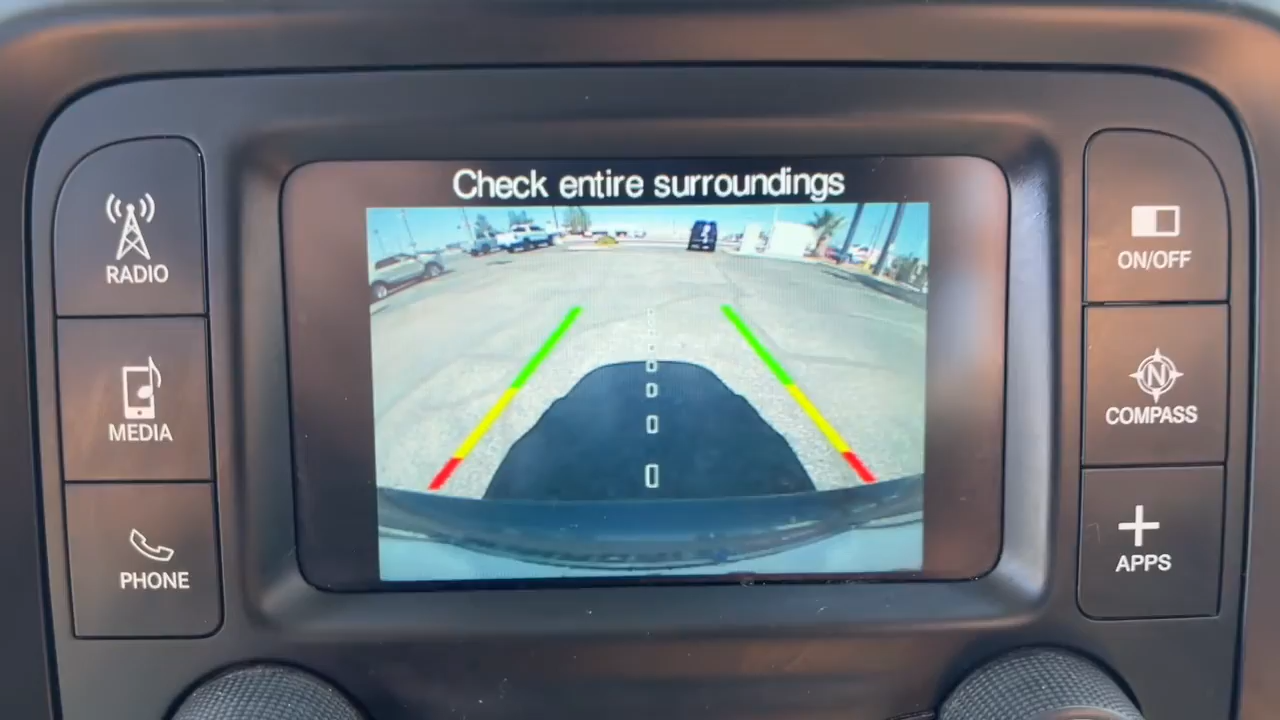 Check entire surroundings
RADIO
MEDIA
PHONE
ON/OFF
N
COMPASS
APPS